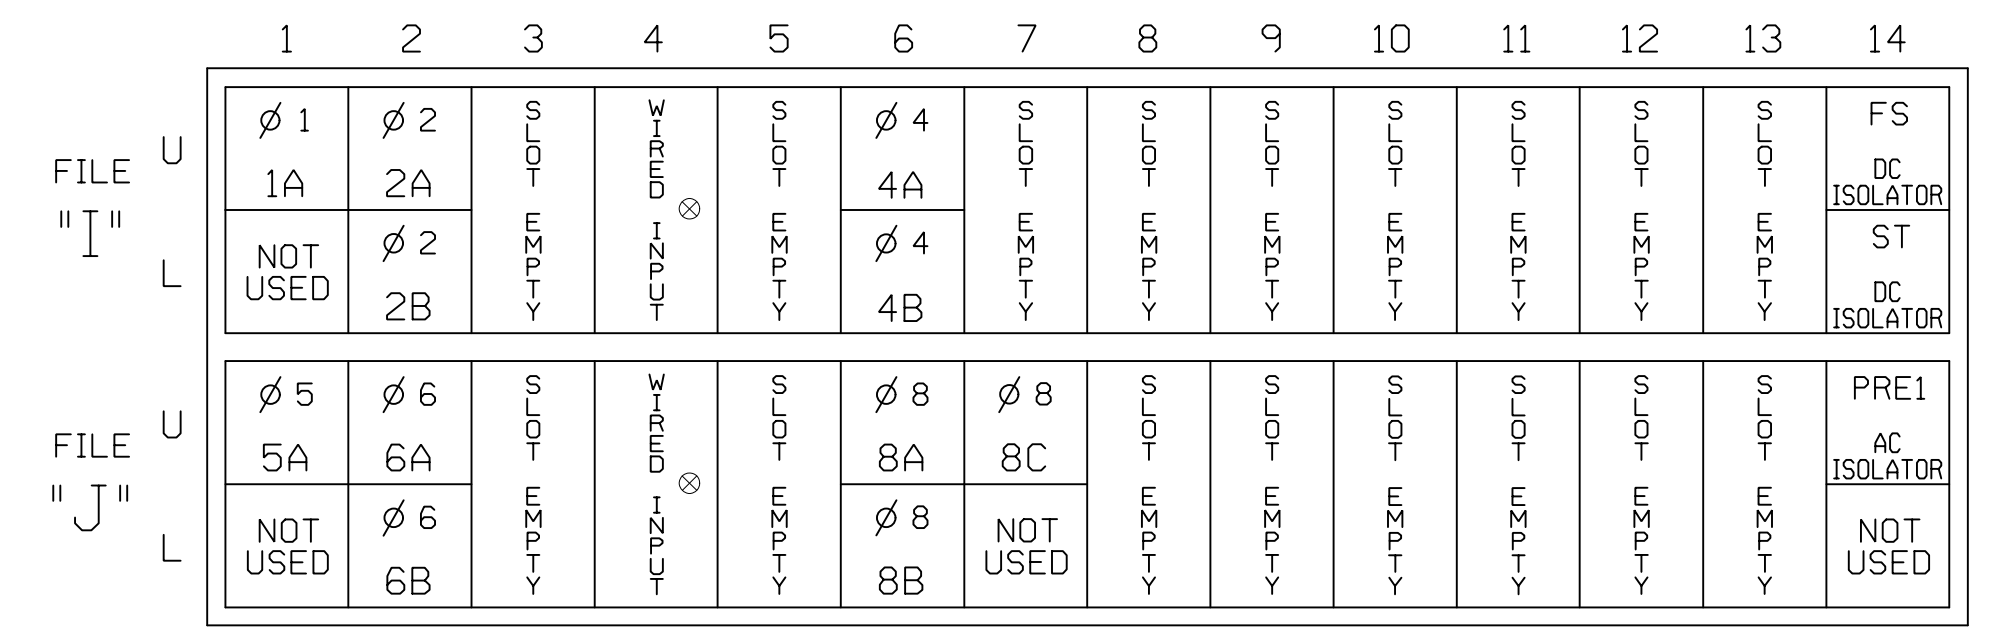 1 2 3 4 5 6 7 8 9 10 11 12 13 14
FILE "I"
U
L
Ø 1
1A
NOT
USED
Ø 2
2A
Ø 2
2B
SLOT EMPTY
WIRED INPUT
⊗
SLOT EMPTY
Ø 4
4A
Ø 4
4B
SLOT EMPTY
SLOT EMPTY
SLOT EMPTY
SLOT EMPTY
SLOT EMPTY
SLOT EMPTY
SLOT EMPTY
FS
DC
ISOLATOR
ST
DC
ISOLATOR
FILE "J"
U
L
Ø 5
5A
NOT
USED
Ø 6
6A
Ø 6
6B
SLOT EMPTY
WIRED INPUT
⊗
SLOT EMPTY
Ø 8
8A
Ø 8
8B
Ø 8
8C
NOT
USED
SLOT EMPTY
SLOT EMPTY
SLOT EMPTY
SLOT EMPTY
SLOT EMPTY
SLOT EMPTY
PRE1
AC
ISOLATOR
NOT
USED